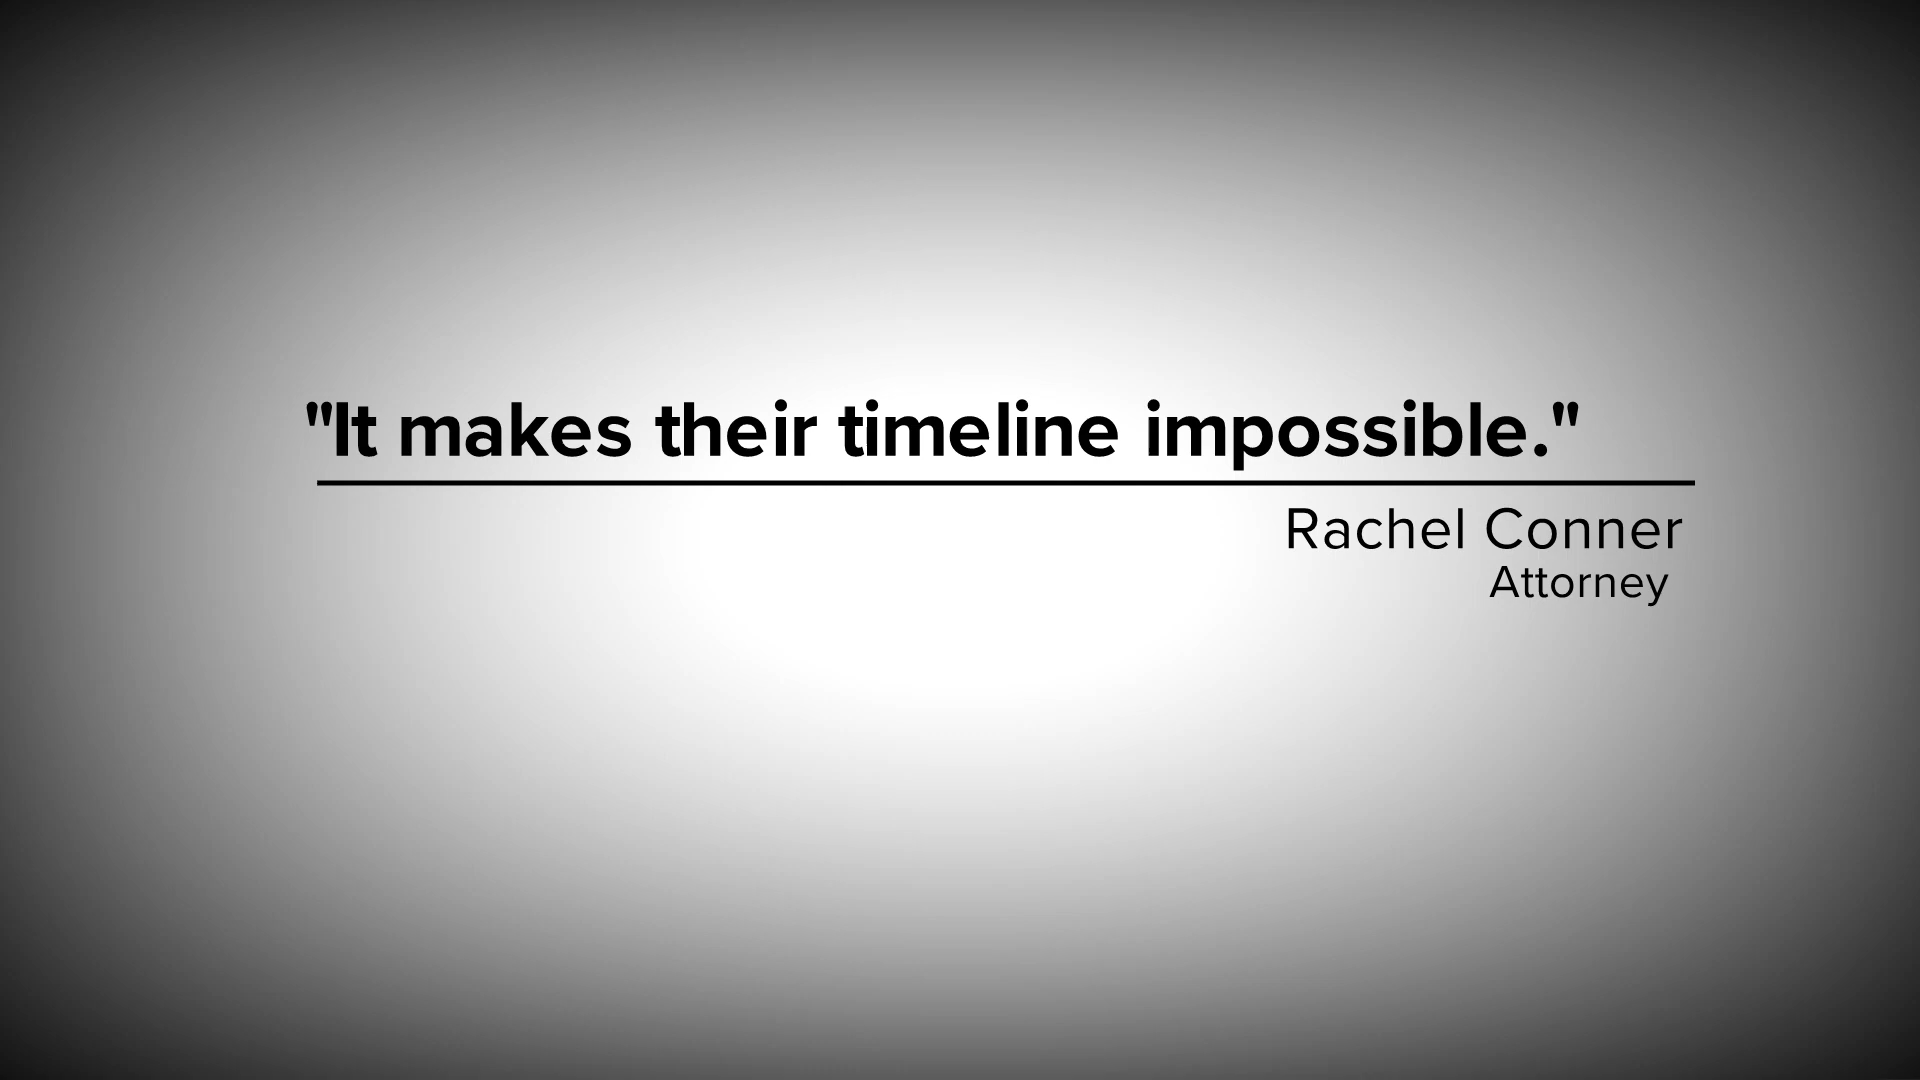 "It makes their timeline impossible."
Rachel Conner
Attorney